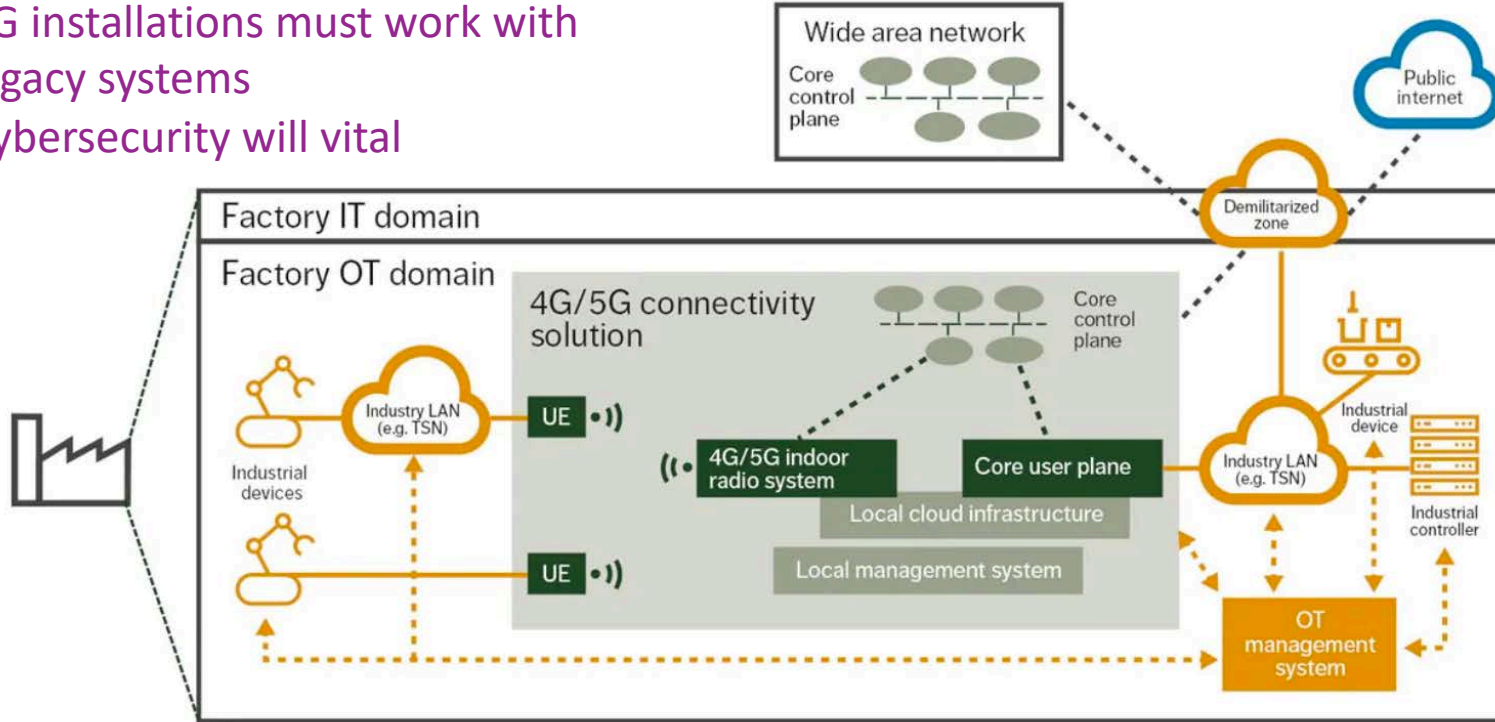 G installations must work with
gacy systems
ybersecurity will vital
Wide area network
Core
control
plane
Public
internet
Demilitarized
zone
Factory IT domain
Factory OT domain
4G/5G connectivity
solution
Core
control
plane
Industry LAN
(e.g. TSN)
UE
Industrial
devices
4G/5G indoor
radio system
Core user plane
Local cloud infrastructure
Local management system
UE
Industry LAN
(e.g. TSN)
Industrial
device
Industrial
controller
OT
management
system